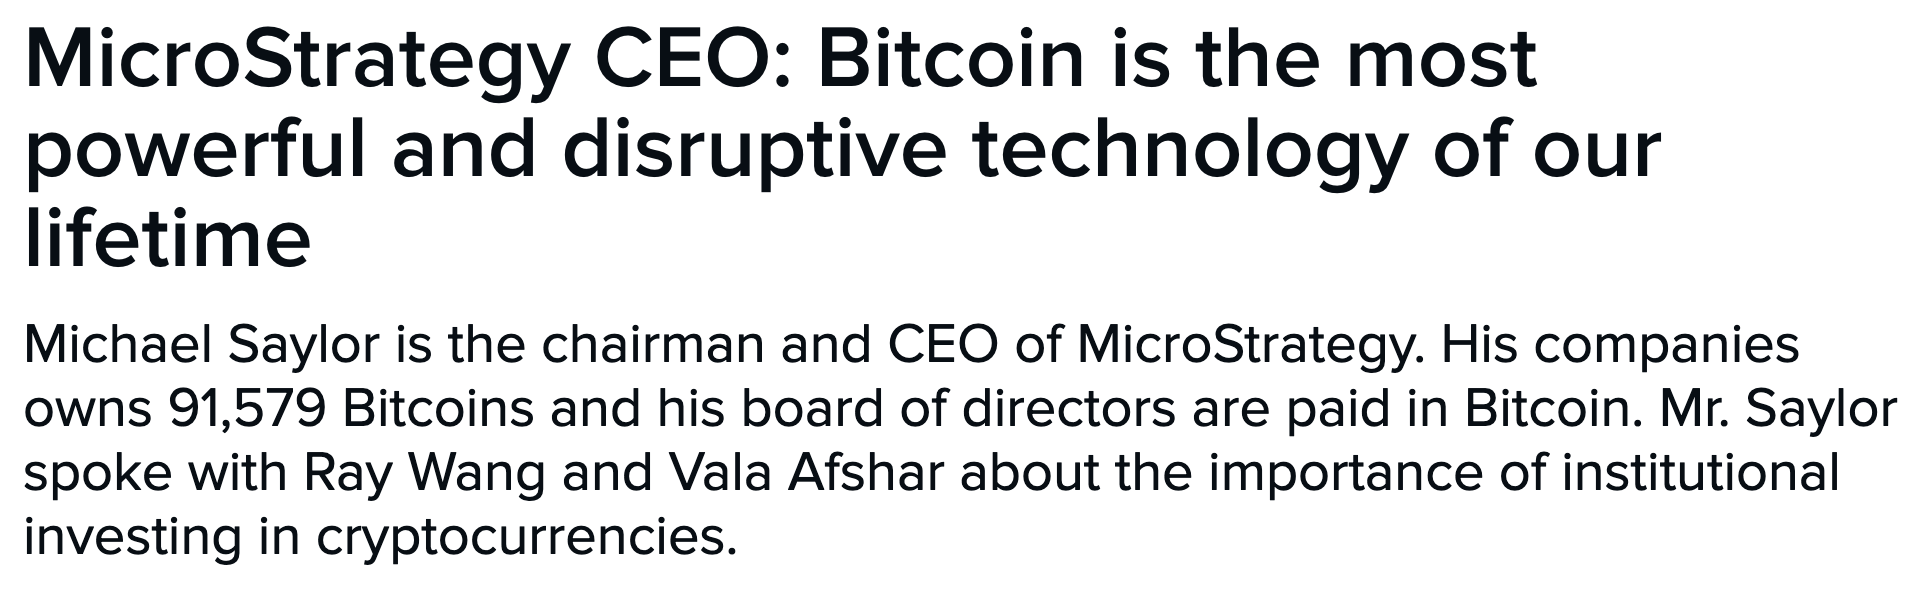 MicroStrategy CEO: Bitcoin is the most
powerful and disruptive technology of our
lifetime
Michael Saylor is the chairman and CEO of MicroStrategy. His companies
owns 91,579 Bitcoins and his board of directors are paid in Bitcoin. Mr. Saylor
spoke with Ray Wang and Vala Afshar about the importance of institutional
investing in cryptocurrencies.